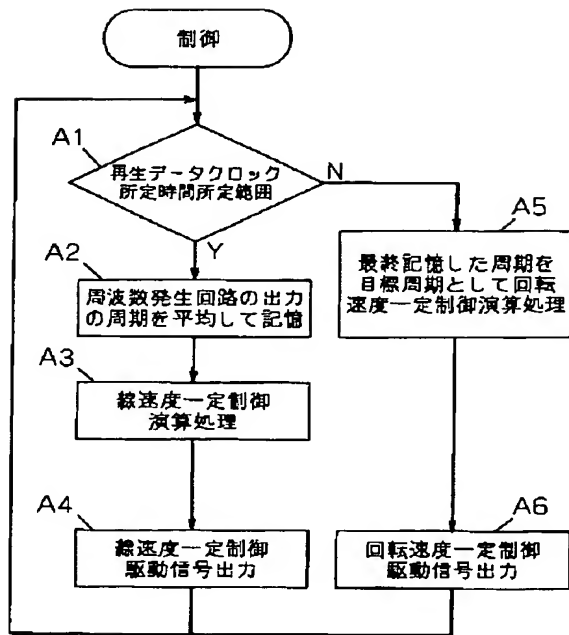 制御
A1
再生データクロック
所定時間所定範囲
N
Y
A2
周波数発生回路の出力
の周期を平均して記憶
A3
線速度一定制御
演算処理
A4
線速度一定制御
駆動信号出力
A5
最終記憶した周期を
目標周期として回転
速度一定制御演算処理
A6
回転速度一定制御
駆動信号出力